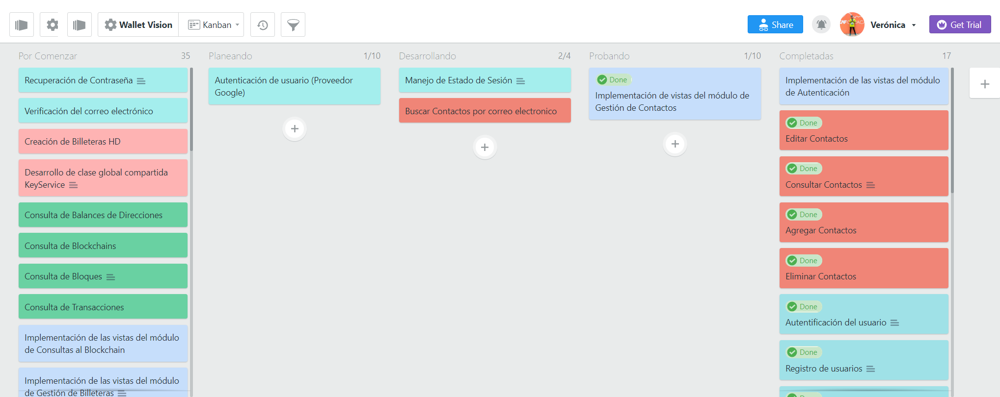 Wallet Vision
Kanban
Share
Verónica
Get Trial
Por Comenzar 35
Recuperación de Contraseña
Verificación del correo electrónico
Creación de Billeteras HD
Desarrollo de clase global compartida
KeyService
Consulta de Balances de Direcciones
Consulta de Blockchains
Consulta de Bloques
Consulta de Transacciones
Implementación de las vistas del módulo
de Consultas al Blockchain
Implementación de las vistas del módulo
de Gestión de Billeteras
Planeando 1/10
Autenticación de usuario (Proveedor
Google)
Desarrollando 2/4
Manejo de Estado de Sesión
Buscar Contactos por correo electronico
Probando 1/10
Done
Implementación de vistas del módulo de
Gestión de Contactos
Completadas 17
Implementación de las vistas del módulo
de Autenticación
Done
Editar Contactos
Done
Consultar Contactos
Done
Agregar Contactos
Done
Eliminar Contactos
Done
Autentificación del usuario
Done
Registro de usuarios